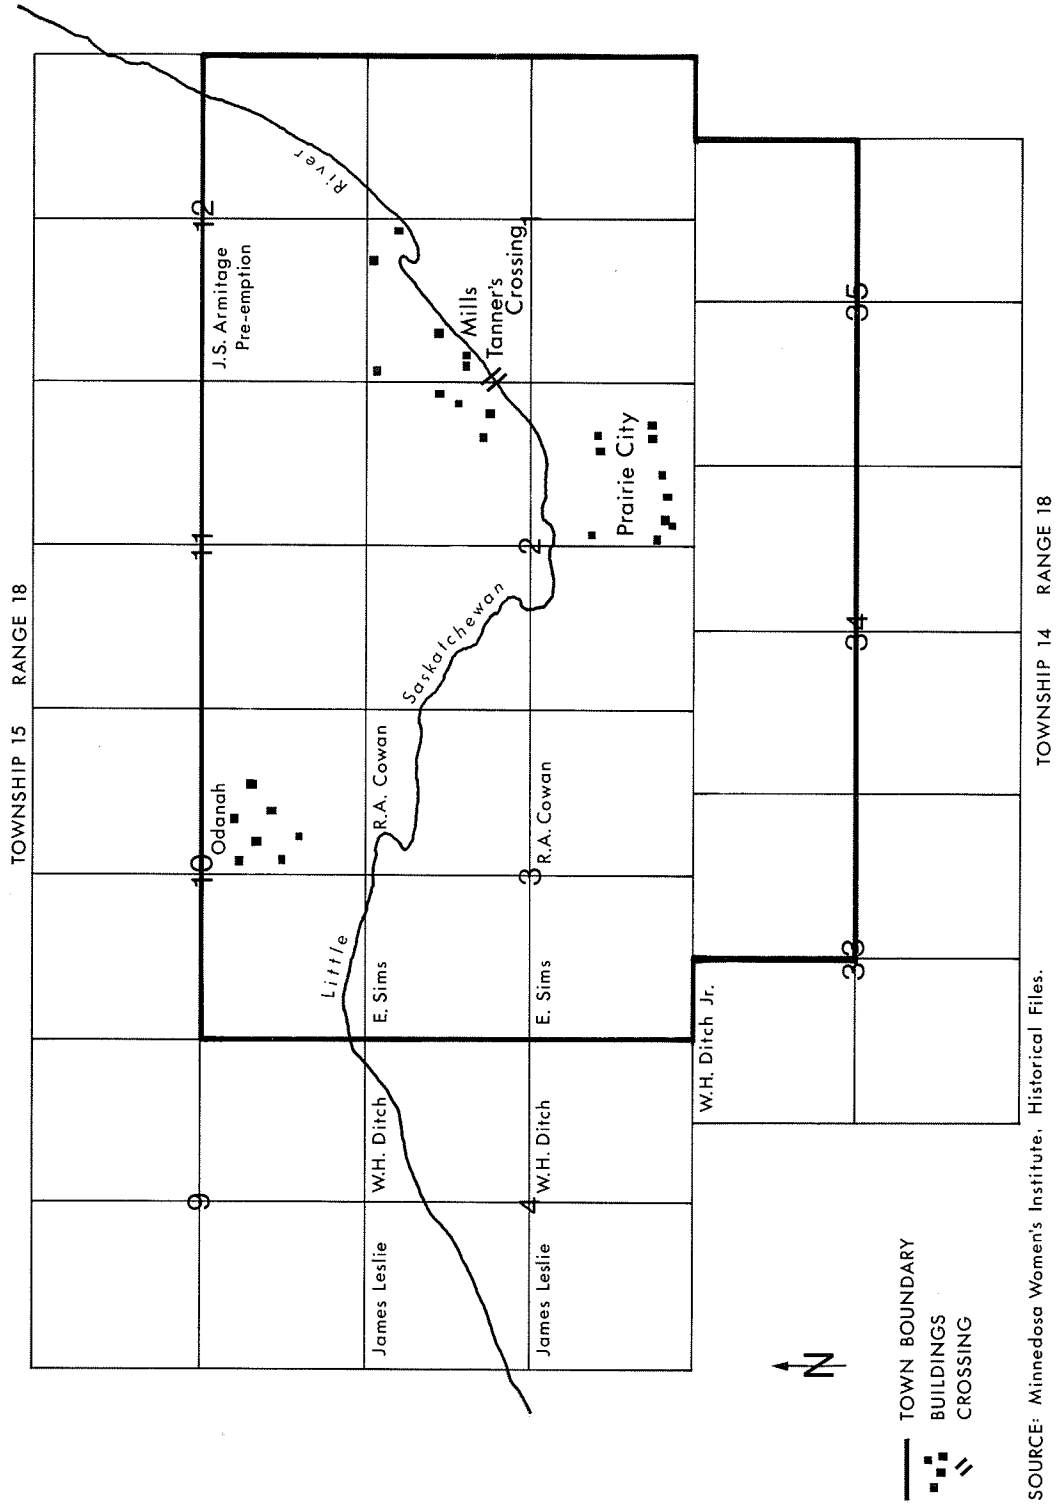 TOWNSHIP 15 RANGE 18
9
10
11
12
Odanah
J.S. Armitage
Pre-emption
Little
River
James Leslie
W.H. Ditch
E. Sims
R.A. Cowan
Saskatchewan
Mills
Tanner's
Crossing
4
3
2
1
James Leslie
W.H. Ditch
E. Sims
R.A. Cowan
Prairie City
W.H. Ditch Jr.
33
34
35
N
TOWN BOUNDARY
BUILDINGS
CROSSING
TOWNSHIP 14 RANGE 18
SOURCE: Minnedosa Women's Institute, Historical Files.